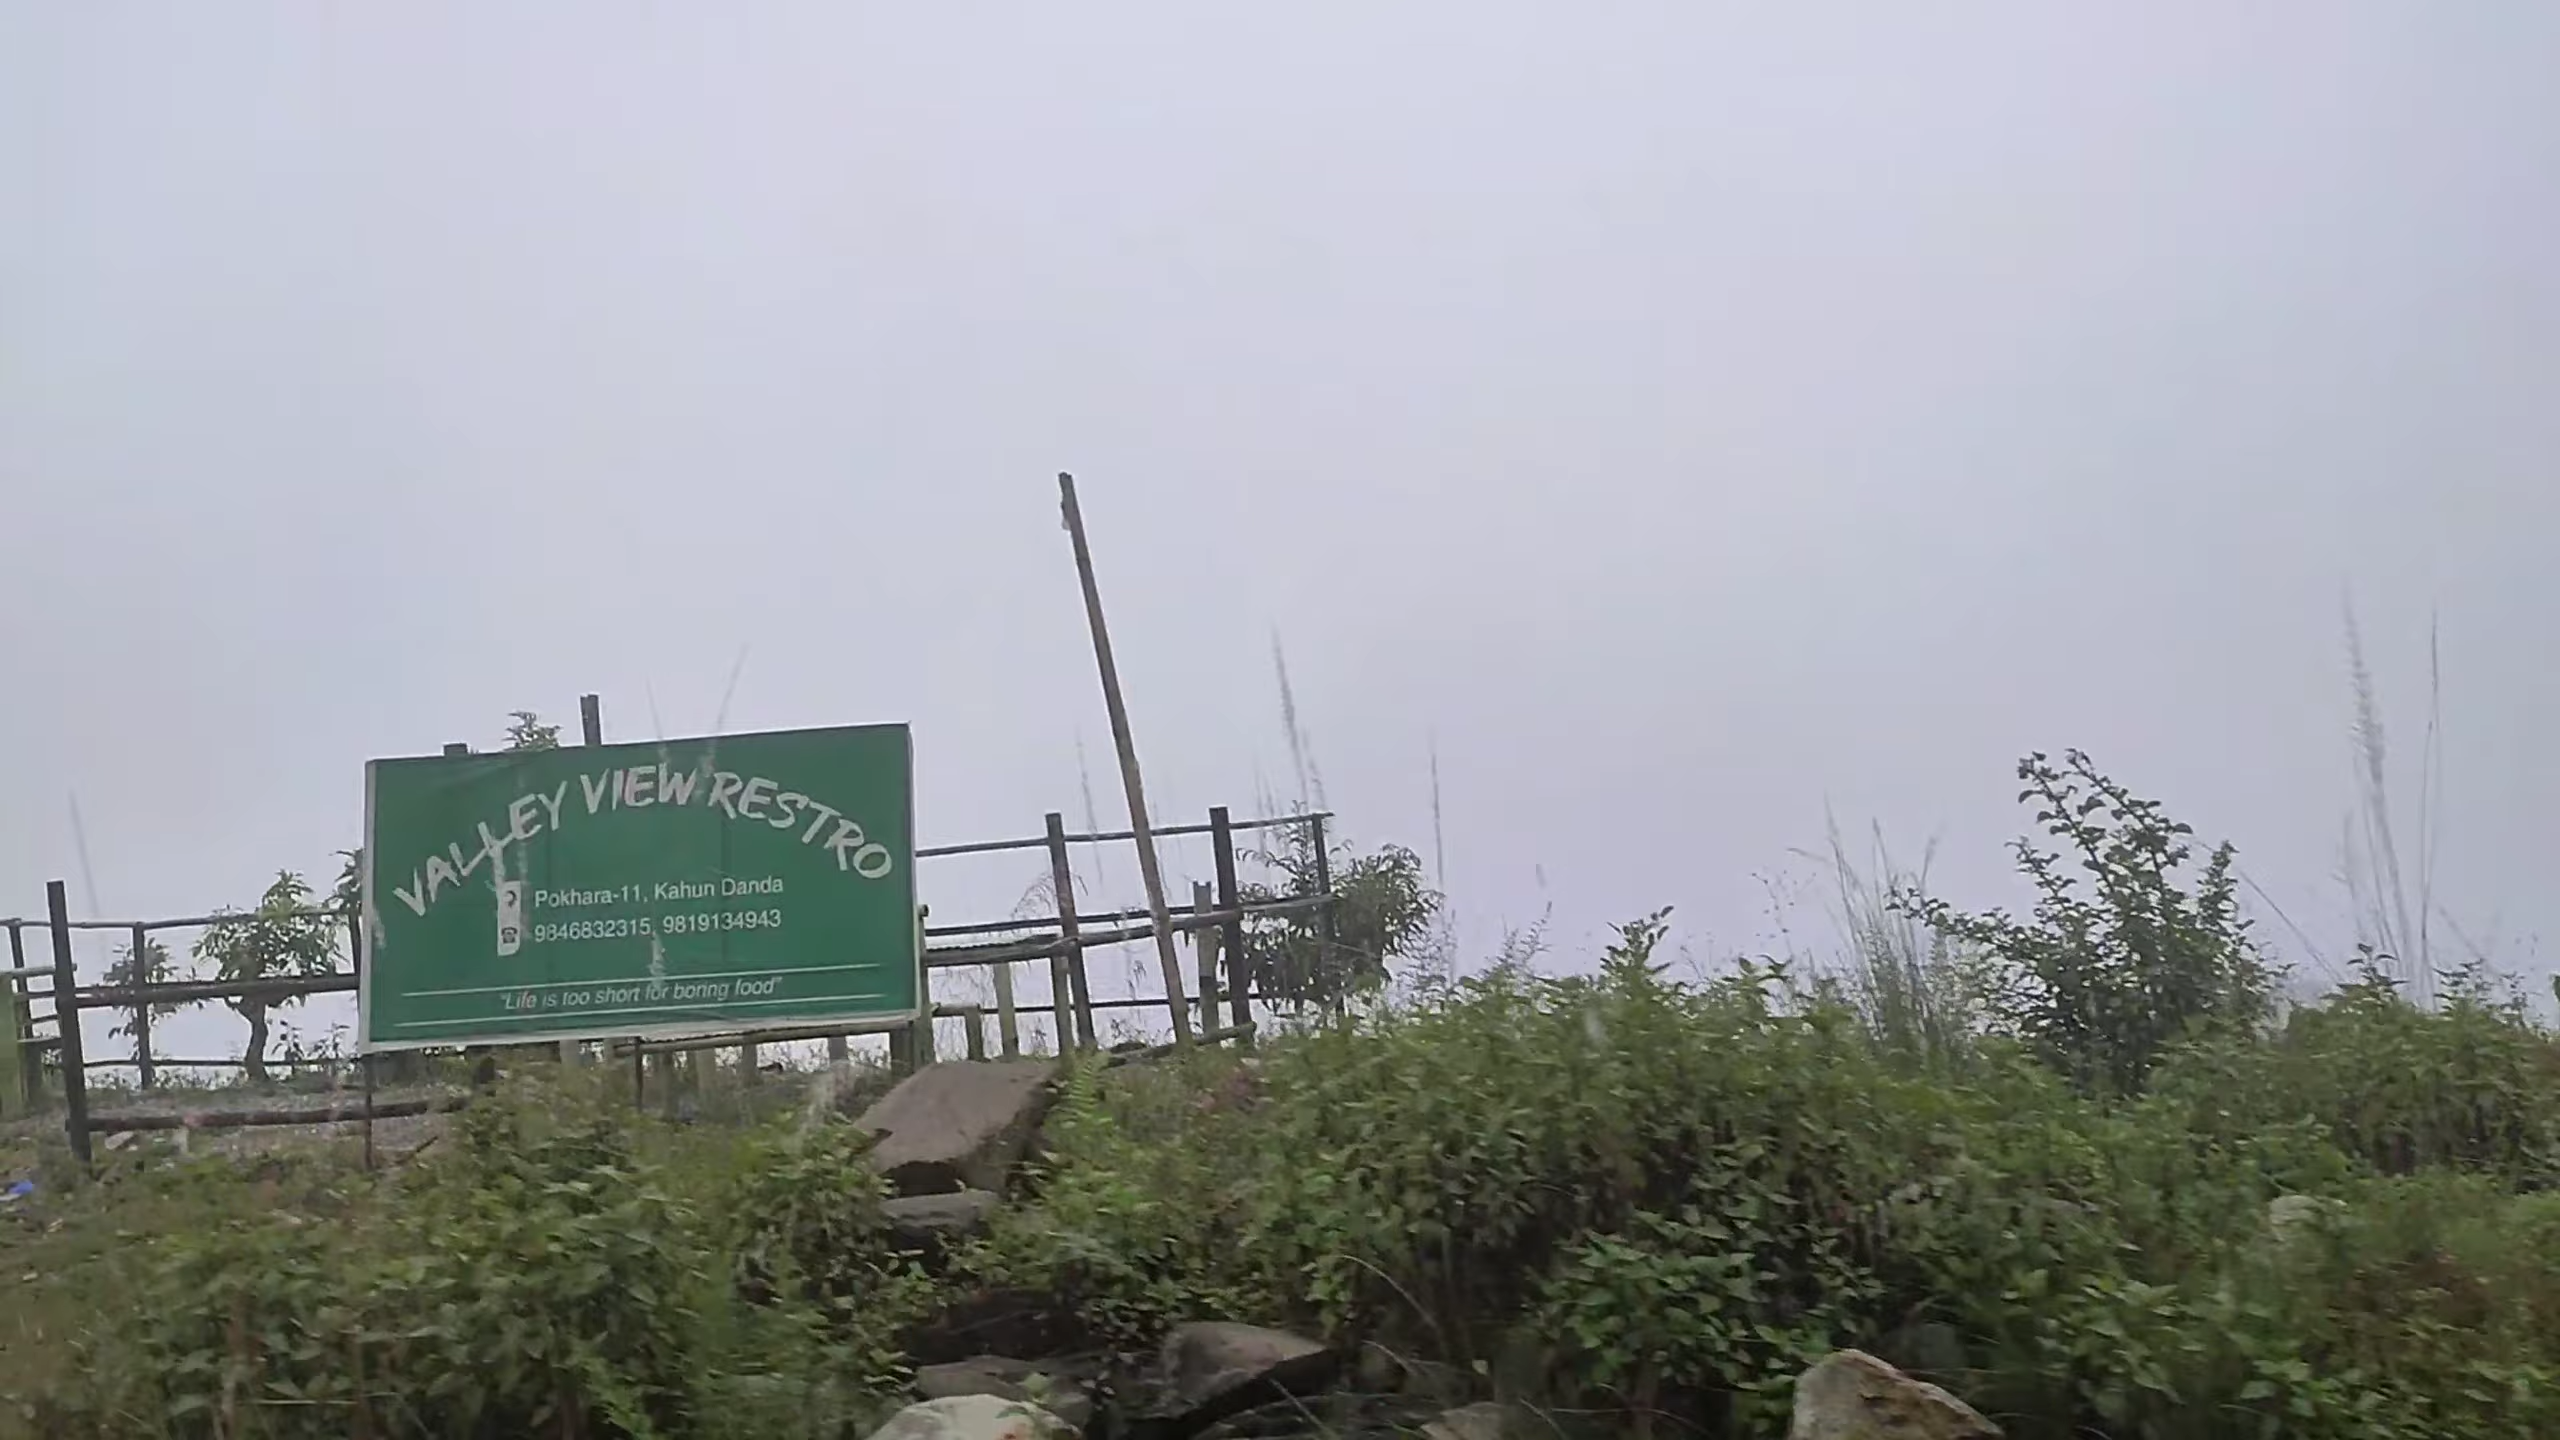 VALLEY VIEW RESTRO
Pokhara-11, Kahun Danda
9846832315, 9819134943
"Life is too short for boring food"